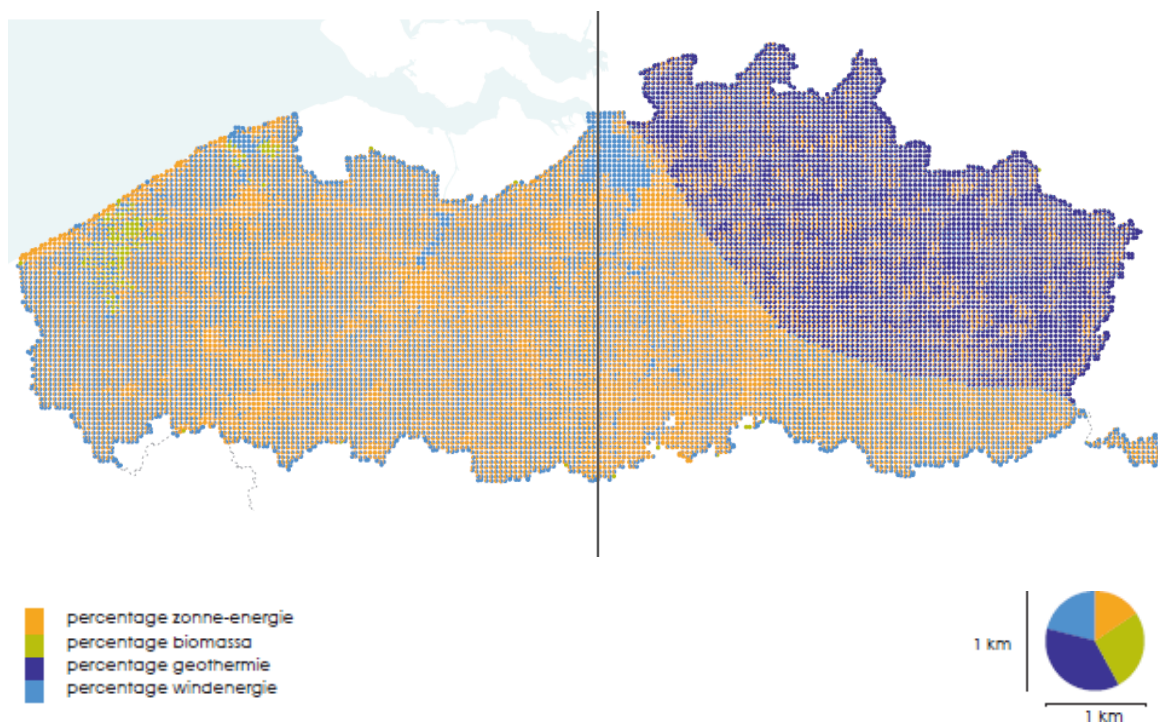 percentage zonne-energie
percentage biomassa
percentage geothermie
percentage windenergie
1 km
1 km